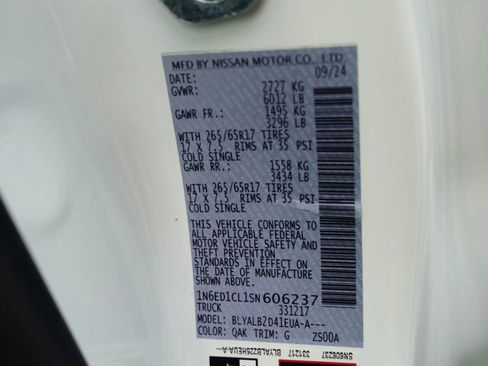 MFD BY NISSAN MOTOR CO., LTD.
DATE: 09/24
GVWR: 2727 KG
6012 LB
GAWR FR.: 1495 KG
3296 LB
WITH 265/65R17 TIRES
17 X 7.5 RIMS AT 35 PSI
COLD SINGLE
GAWR RR.: 1558 KG
3434 LB
WITH 265/65R17 TIRES
17 X 7.5 RIMS AT 35 PSI
COLD SINGLE
THIS VEHICLE CONFORMS TO
ALL APPLICABLE FEDERAL
MOTOR VEHICLE SAFETY AND
THEFT PREVENTION
STANDARDS IN EFFECT ON
THE DATE OF MANUFACTURE
SHOWN ABOVE.
1N6ED1CL1SN606237
TRUCK 331217
MODEL: BLYALBZD41EUA-A---
COLOR: QAK TRIM: G ZS00A
SN606237 331217